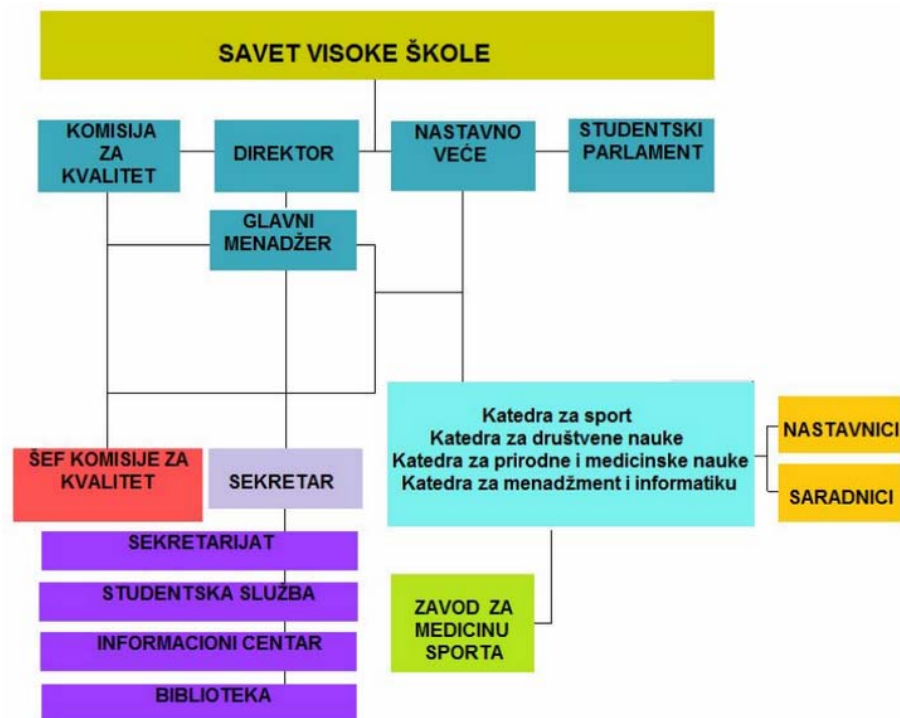 SAVET VISOKE ŠKOLE
KOMISIJA
ZA
KVALITET
DIREKTOR
NASTAVNO
VEĆE
STUDENTSKI
PARLAMENT
GLAVNI
MENADŽER
Katedra za sport
Katedra za društvene nauke
Katedra za prirodne i medicinske nauke
Katedra za menadžment i informatiku
NASTAVNICI
SARADNICI
ŠEF KOMISIJE ZA
KVALITET
SEKRETAR
SEKRETARIJAT
STUDENTSKA SLUŽBA
INFORMACIONI CENTAR
BIBLIOTEKA
ZAVOD ZA
MEDICINU
SPORTA